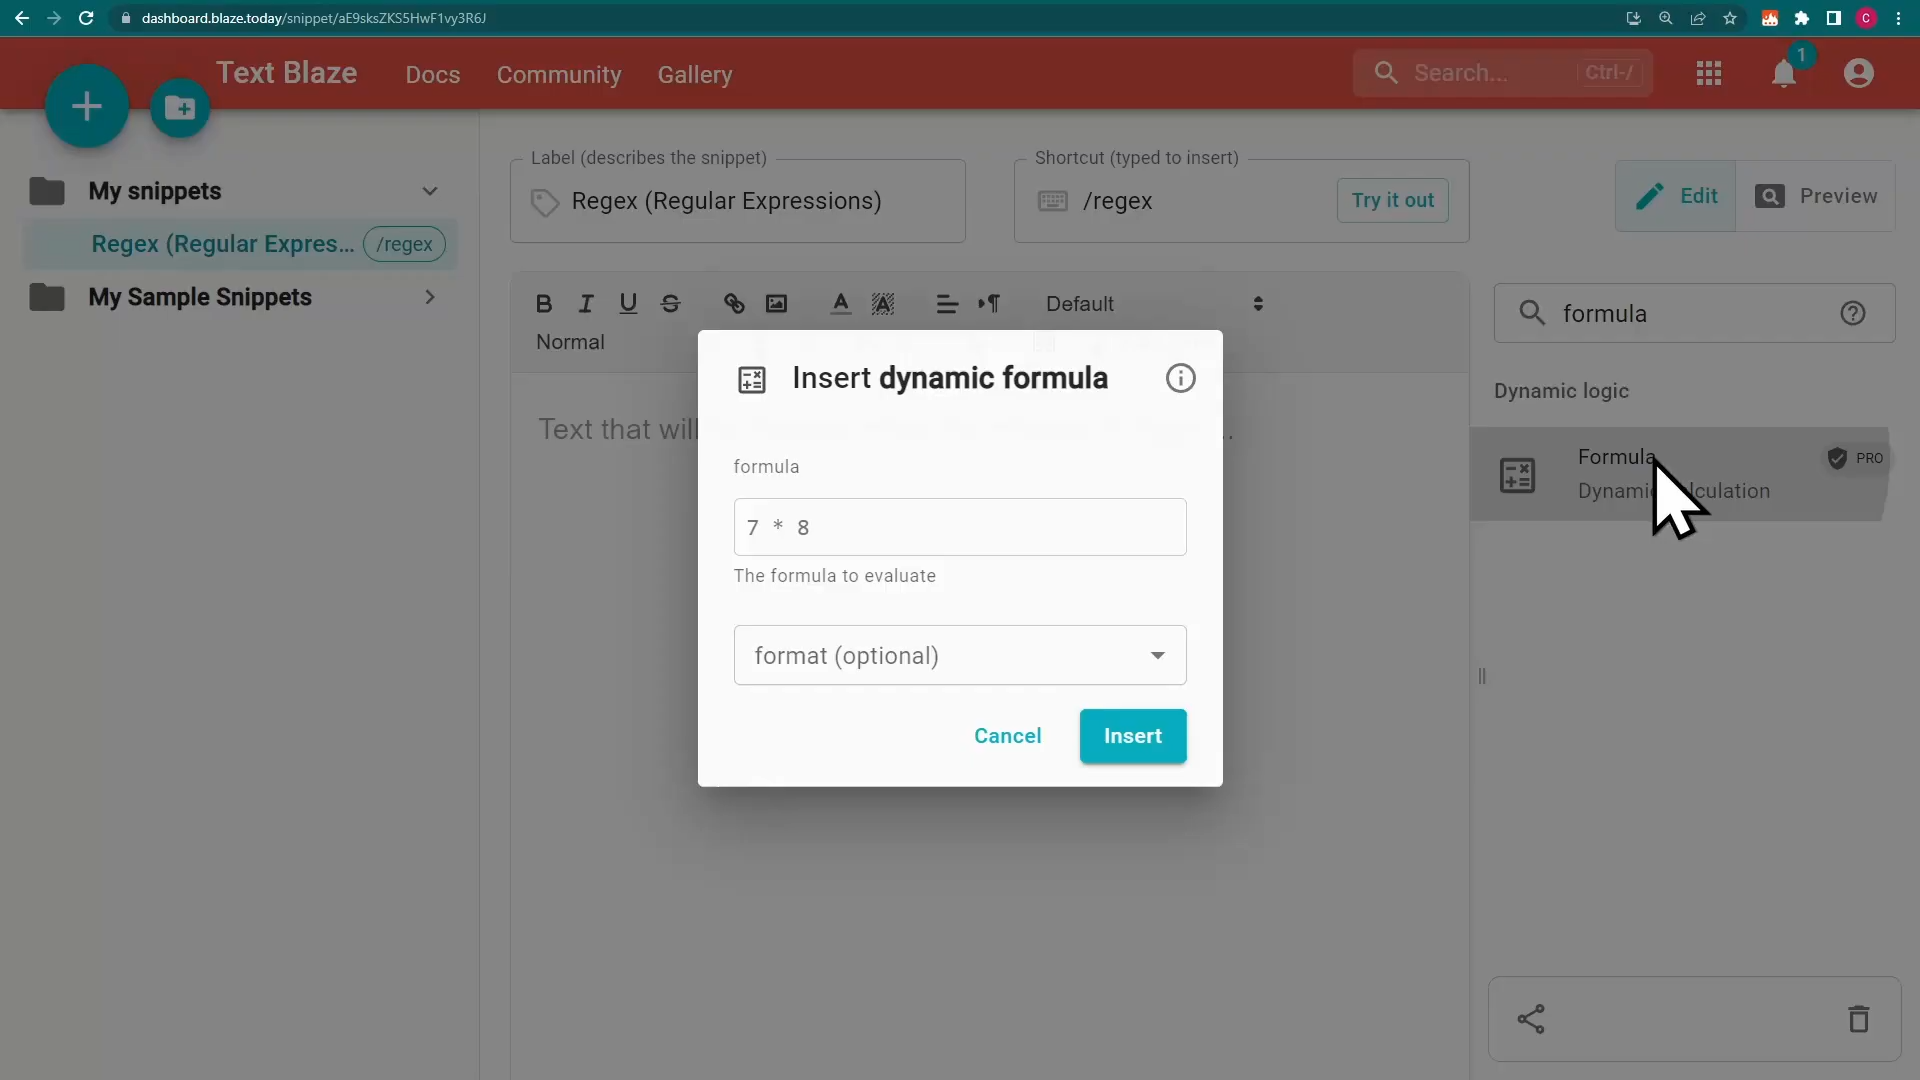 dashboard.blaze.today/snippet/aE9sksZKS5HwF1vy3R6J
C
Text Blaze
Docs
Community
Gallery
Search...
Ctrl-/
1
My snippets
Regex (Regular Expres...
/regex
My Sample Snippets
Label (describes the snippet)
Regex (Regular Expressions)
Shortcut (typed to insert)
/regex
Try it out
Edit
Preview
B I U S
Default
Normal
Text that will
Insert dynamic formula
formula
7 * 8
The formula to evaluate
format (optional)
Cancel
Insert
formula
Dynamic logic
Formula
PRO
Dynamic lculation